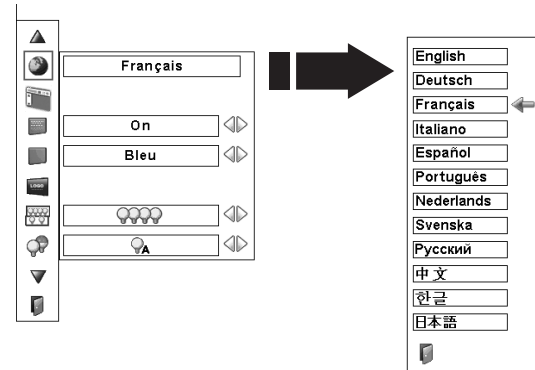 Français
On
Bleu
LOGO
A
English
Deutsch
Français
Italiano
Español
Português
Nederlands
Svenska
Русский
中文
한글
日本語